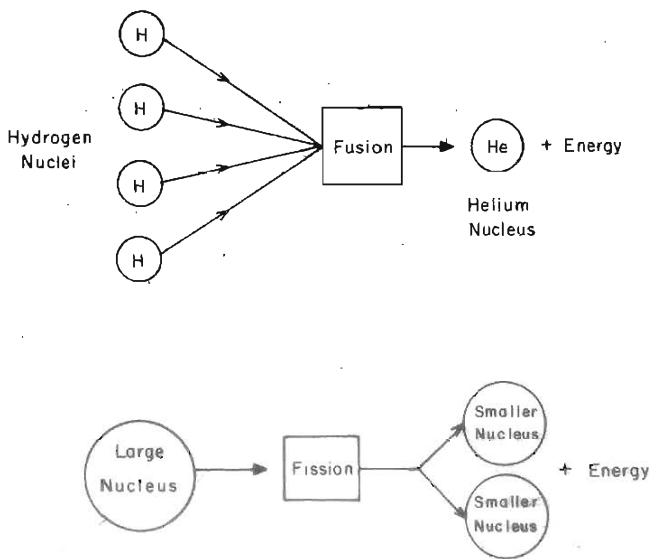 H
H
Hydrogen
Nuclei
H
H
Fusion
He
+ Energy
Helium
Nucleus
Large
Nucleus
Fission
Smaller
Nucleus
Smaller
Nucleus
+ Energy